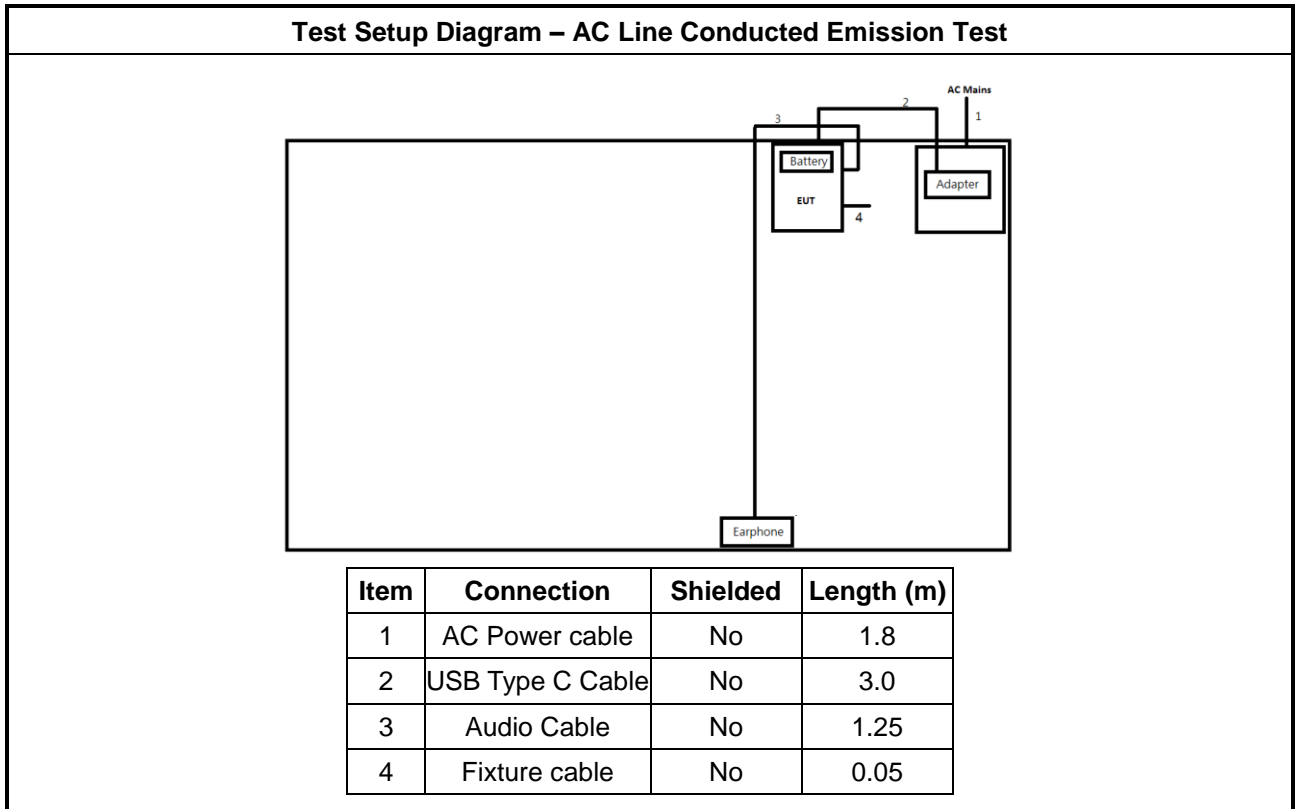 Test Setup Diagram – AC Line Conducted Emission Test
AC Mains
2
1
3
Battery
Adapter
EUT
4
Earphone
Item Connection Shielded Length (m)
1 AC Power cable No 1.8
2 USB Type C Cable No 3.0
3 Audio Cable No 1.25
4 Fixture cable No 0.05